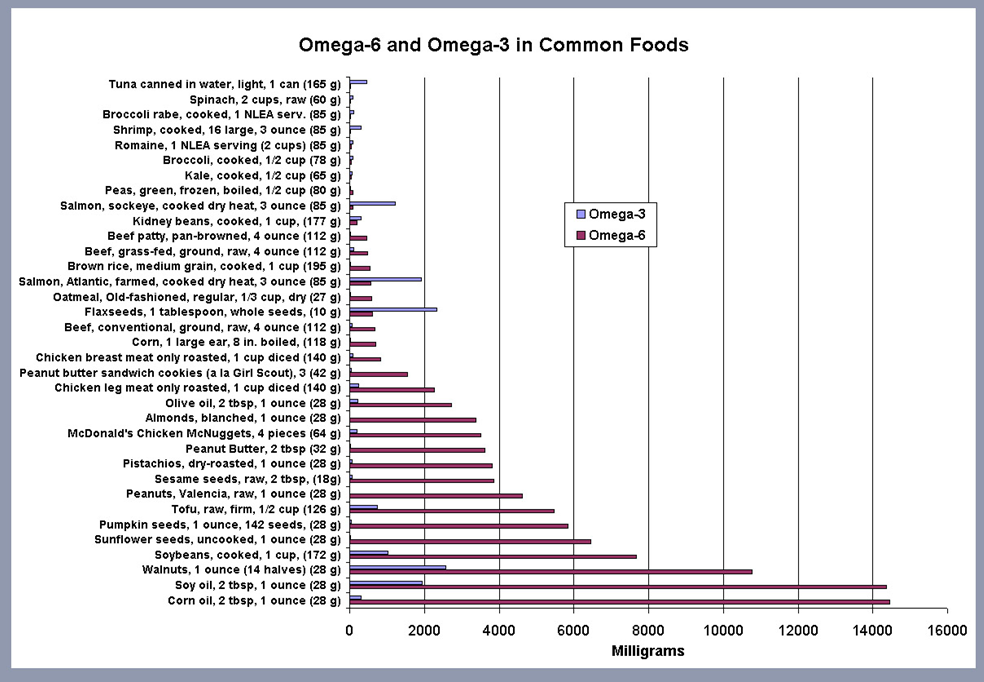 Omega-6 and Omega-3 in Common Foods
Tuna canned in water, light, 1 can (165 g)
Spinach, 2 cups, raw (60 g)
Broccoli rabe, cooked, 1 NLEA serv. (85 g)
Shrimp, cooked, 16 large, 3 ounce (85 g)
Romaine, 1 NLEA serving (2 cups) (85 g)
Broccoli, cooked, 1/2 cup (78 g)
Kale, cooked, 1/2 cup (65 g)
Peas, green, frozen, boiled, 1/2 cup (80 g)
Salmon, sockeye, cooked dry heat, 3 ounce (85 g)
Kidney beans, cooked, 1 cup, (177 g)
Beef patty, pan-browned, 4 ounce (112 g)
Beef, grass-fed, ground, raw, 4 ounce (112 g)
Brown rice, medium grain, cooked, 1 cup (195 g)
Salmon, Atlantic, farmed, cooked dry heat, 3 ounce (85 g)
Oatmeal, Old-fashioned, regular, 1/3 cup, dry (27 g)
Flaxseeds, 1 tablespoon, whole seeds, (10 g)
Beef, conventional, ground, raw, 4 ounce (112 g)
Corn, 1 large ear, 8 in. boiled, (118 g)
Chicken breast meat only roasted, 1 cup diced (140 g)
Peanut butter sandwich cookies (a la Girl Scout), 3 (42 g)
Chicken leg meat only roasted, 1 cup diced (140 g)
Olive oil, 2 tbsp, 1 ounce (28 g)
Almonds, blanched, 1 ounce (28 g)
McDonald's Chicken McNuggets, 4 pieces (64 g)
Peanut Butter, 2 tbsp (32 g)
Pistachios, dry-roasted, 1 ounce (28 g)
Sesame seeds, raw, 2 tbsp, (18g)
Peanuts, Valencia, raw, 1 ounce (28 g)
Tofu, raw, firm, 1/2 cup (126 g)
Pumpkin seeds, 1 ounce, 142 seeds, (28 g)
Sunflower seeds, uncooked, 1 ounce (28 g)
Soybeans, cooked, 1 cup, (172 g)
Walnuts, 1 ounce (14 halves) (28 g)
Soy oil, 2 tbsp, 1 ounce (28 g)
Corn oil, 2 tbsp, 1 ounce (28 g)
Omega-3
Omega-6
0 2000 4000 6000 8000 10000 12000 14000 16000
Milligrams